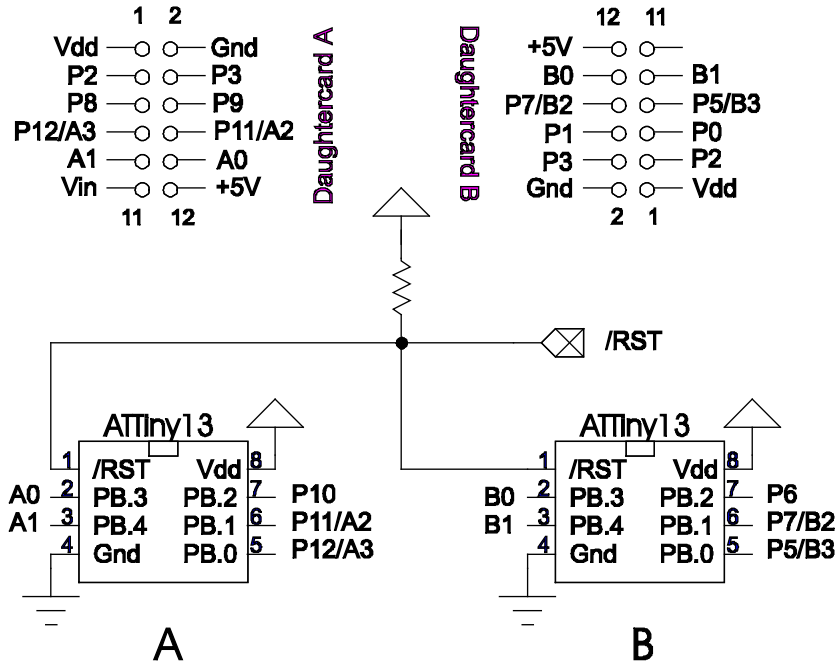 1 2
Vdd Gnd
P2 P3
P8 P9
P12/A3 P11/A2
A1 A0
Vin +5V
11 12
Daughtercard A
Daughtercard B
12 11
+5V
B0 B1
P7/B2 P5/B3
P1 P0
P3 P2
Gnd Vdd
2 1
/RST
ATTiny13
1 /RST Vdd 8
A0 2 PB.3 PB.2 7 P10
A1 3 PB.4 PB.1 6 P11/A2
4 Gnd PB.0 5 P12/A3
A
ATTiny13
1 /RST Vdd 8
B0 2 PB.3 PB.2 7 P6
B1 3 PB.4 PB.1 6 P7/B2
4 Gnd PB.0 5 P5/B3
B